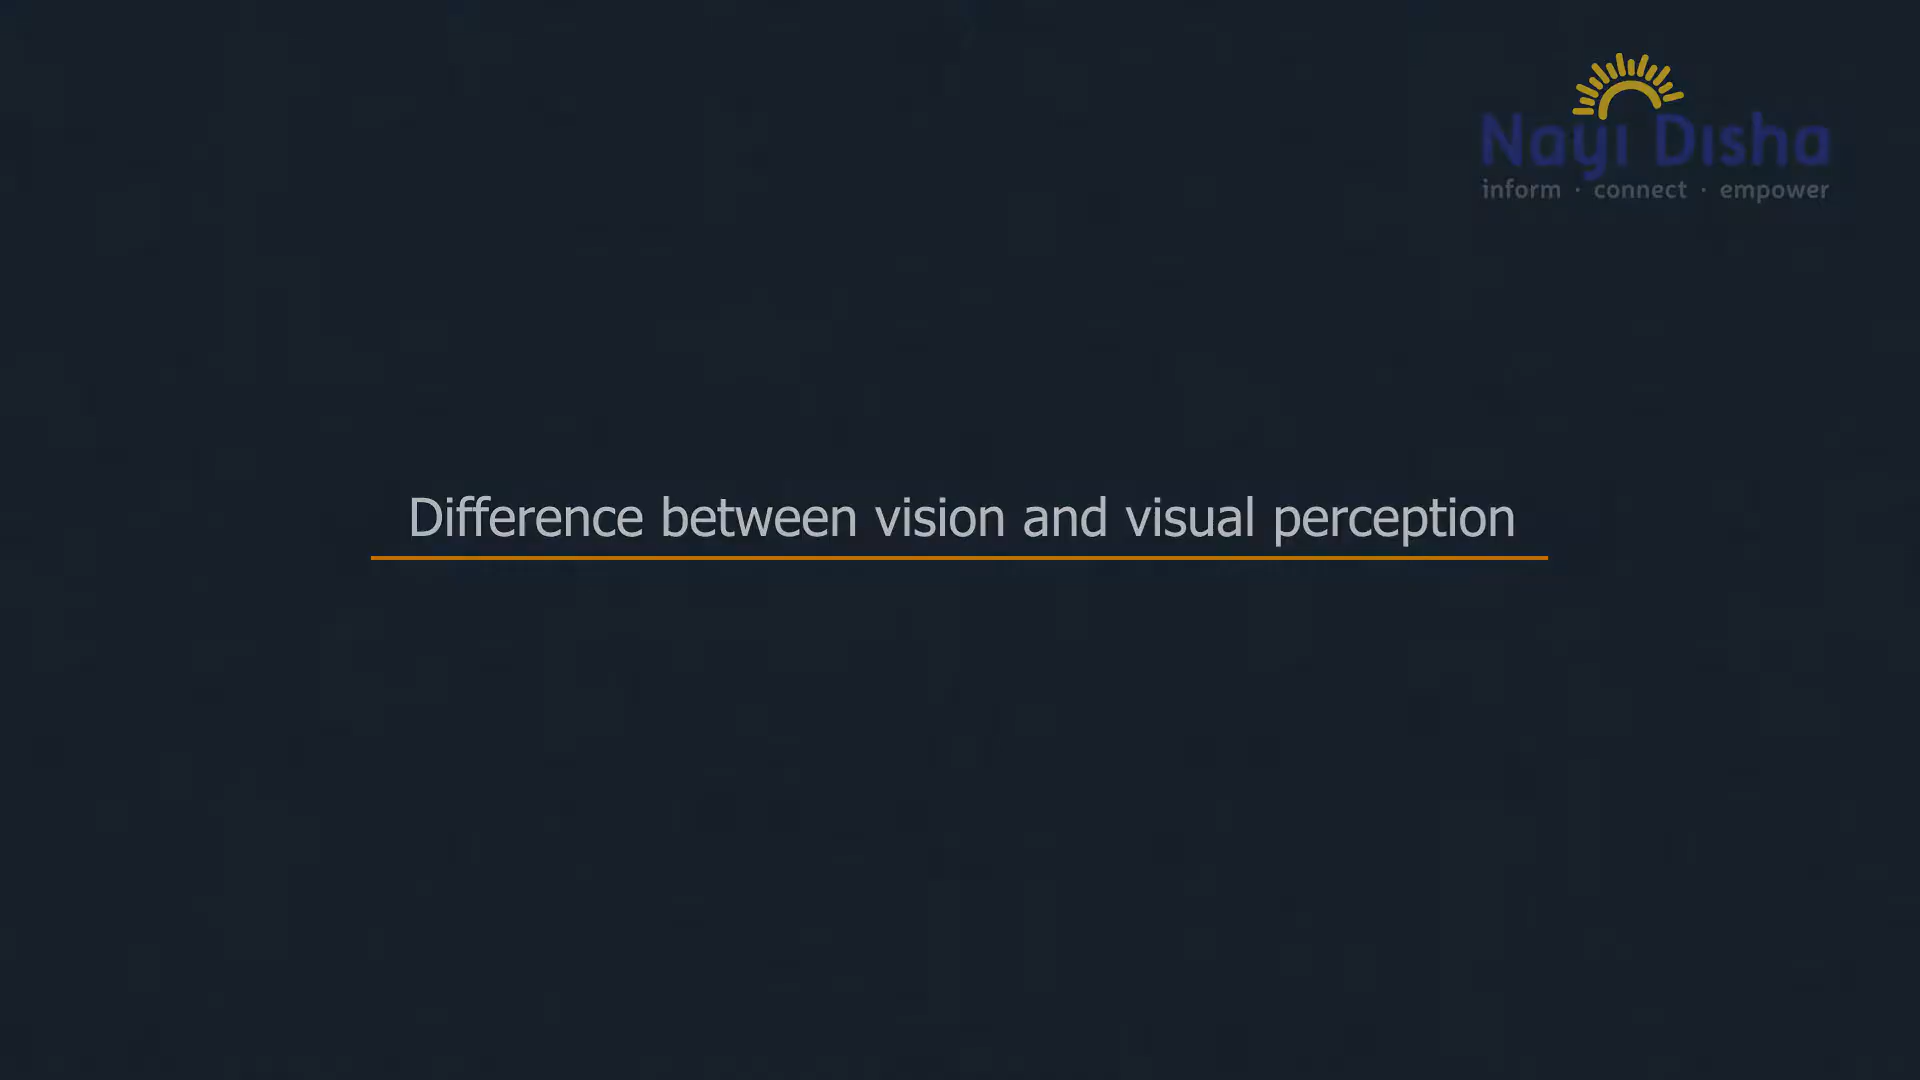 Nayi Disha
inform · connect · empower
Difference between vision and visual perception